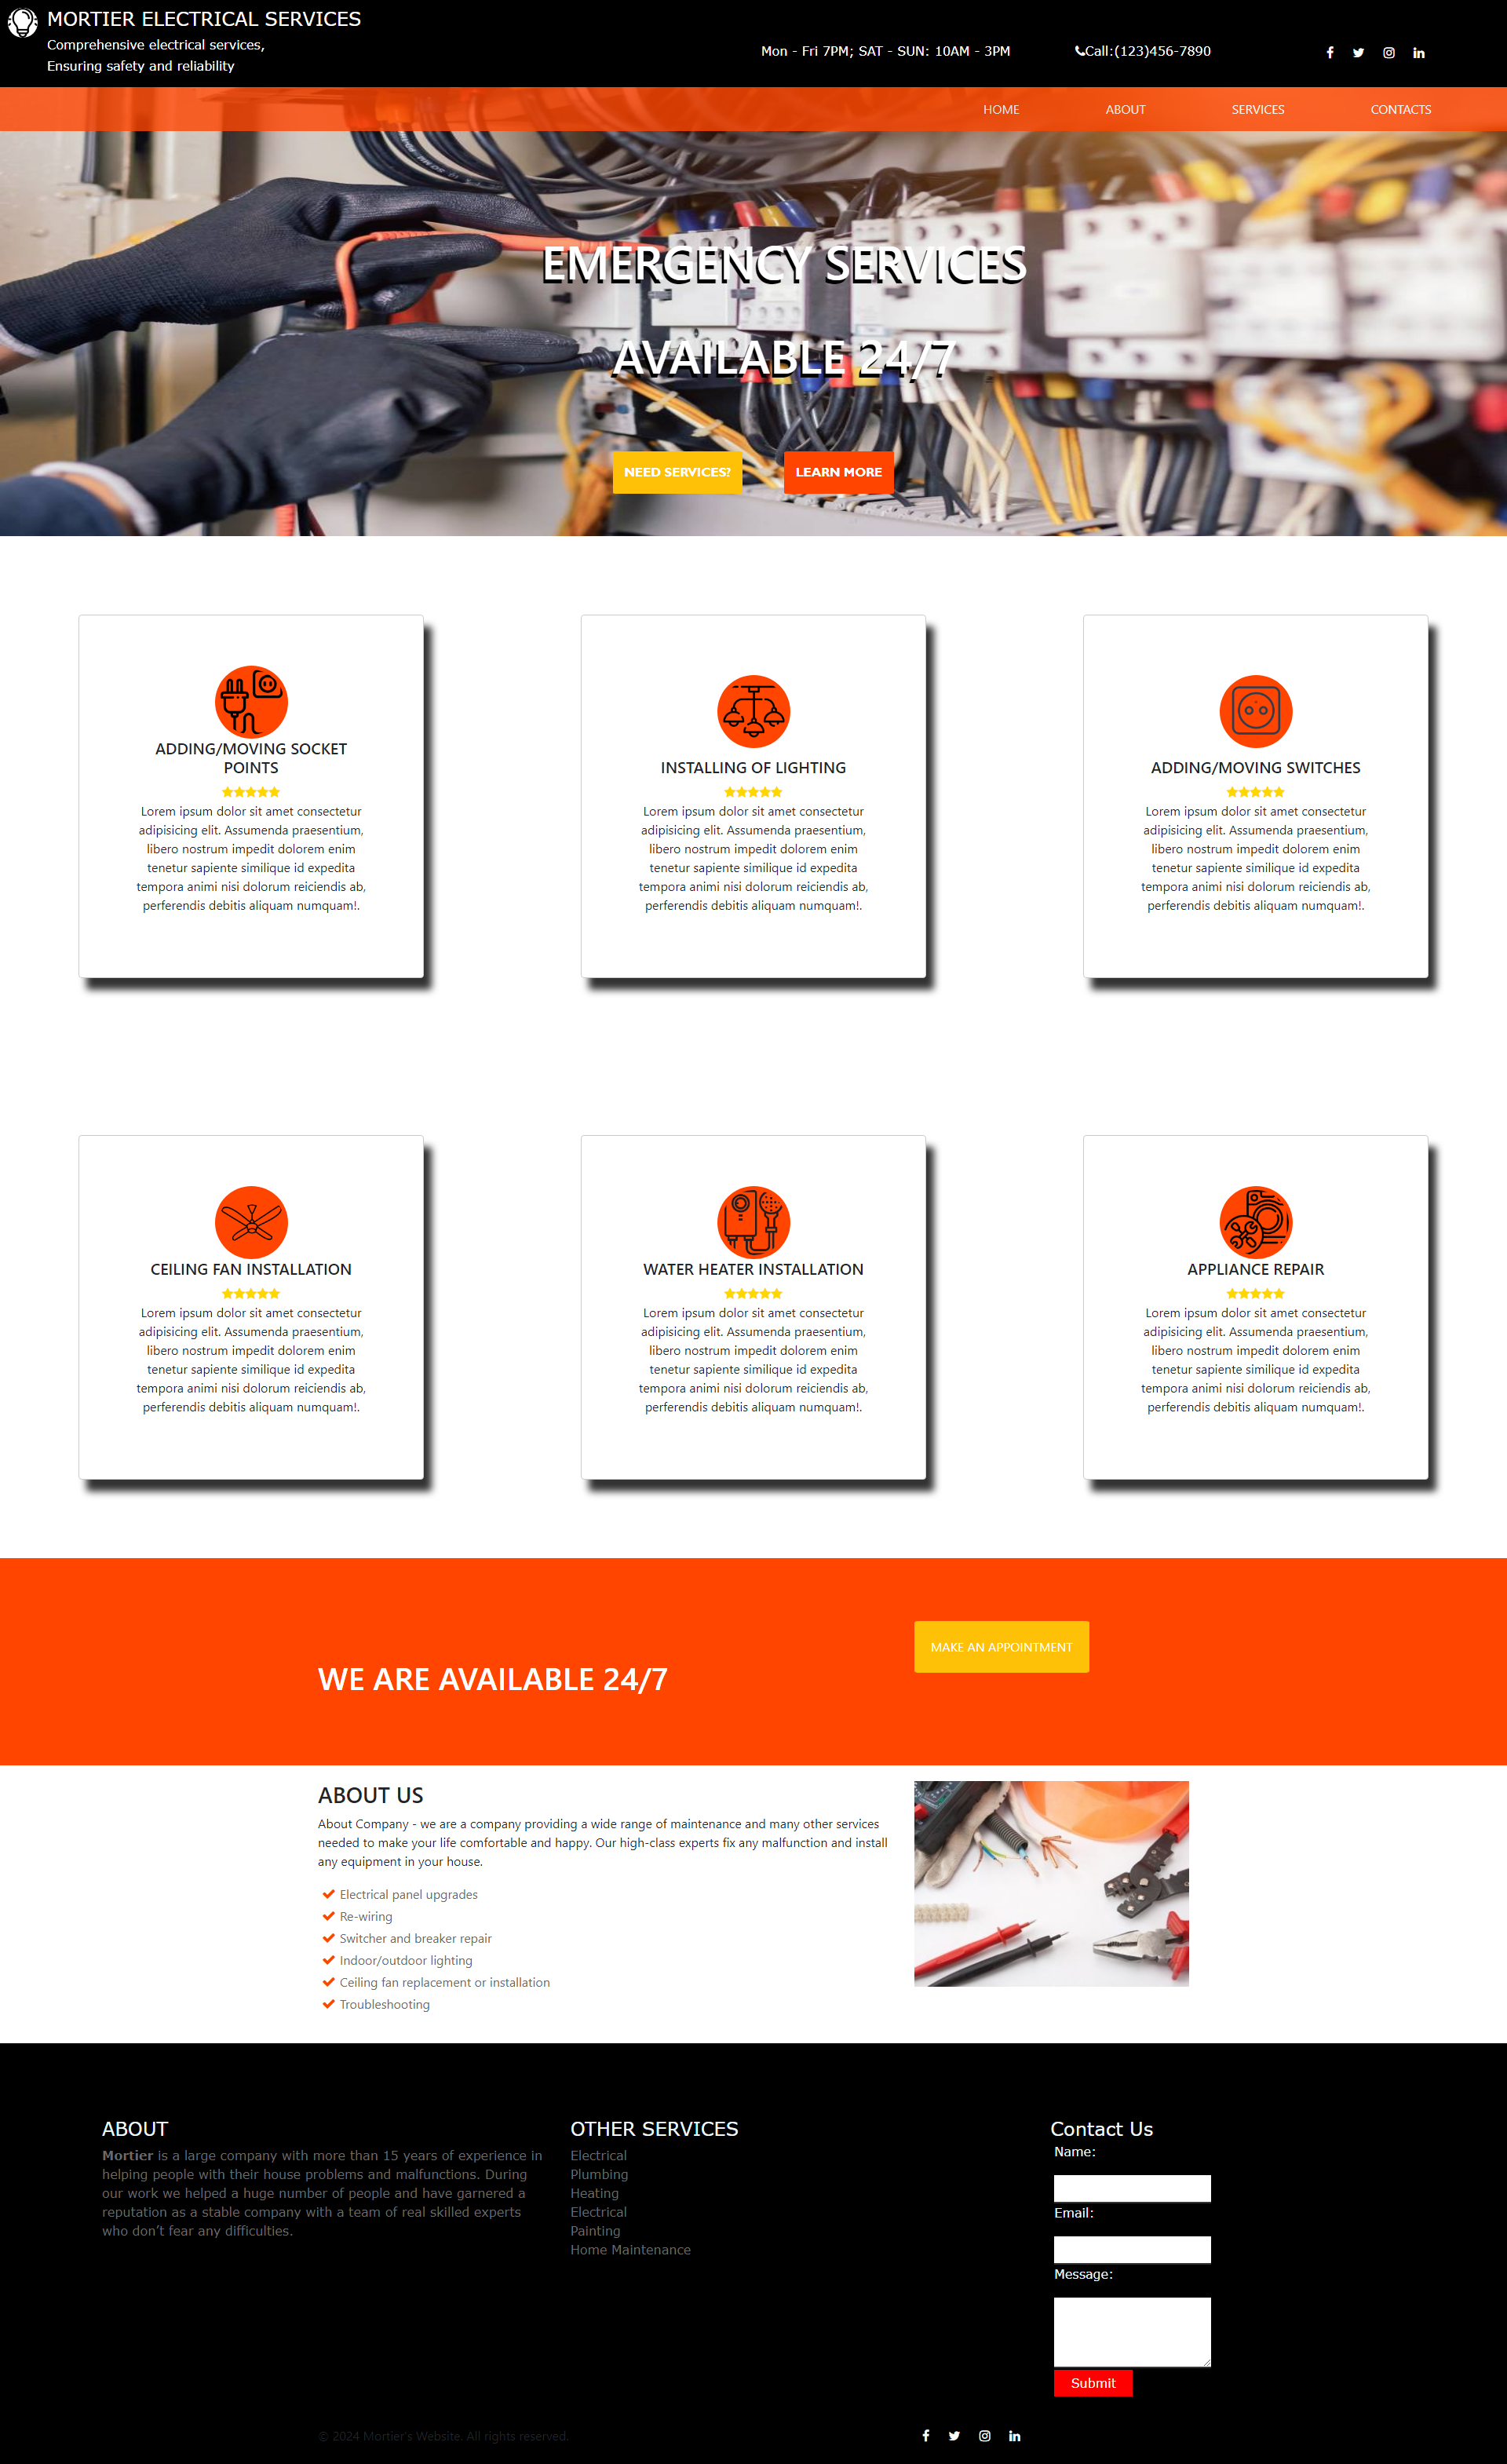 MORTIER ELECTRICAL SERVICES
Comprehensive electrical services,
Ensuring safety and reliability
Mon - Fri 7PM; SAT - SUN: 10AM - 3PM
Call:(123)456-7890
HOME
ABOUT
SERVICES
CONTACTS
EMERGENCY SERVICES
AVAILABLE 24/7
NEED SERVICES?
LEARN MORE
ADDING/MOVING SOCKET
POINTS
Lorem ipsum dolor sit amet consectetur
adipisicing elit. Assumenda praesentium,
libero nostrum impedit dolorem enim
tenetur sapiente similique id expedita
tempora animi nisi dolorum reiciendis ab,
perferendis debitis aliquam numquam!.
INSTALLING OF LIGHTING
Lorem ipsum dolor sit amet consectetur
adipisicing elit. Assumenda praesentium,
libero nostrum impedit dolorem enim
tenetur sapiente similique id expedita
tempora animi nisi dolorum reiciendis ab,
perferendis debitis aliquam numquam!.
ADDING/MOVING SWITCHES
Lorem ipsum dolor sit amet consectetur
adipisicing elit. Assumenda praesentium,
libero nostrum impedit dolorem enim
tenetur sapiente similique id expedita
tempora animi nisi dolorum reiciendis ab,
perferendis debitis aliquam numquam!.
CEILING FAN INSTALLATION
Lorem ipsum dolor sit amet consectetur
adipisicing elit. Assumenda praesentium,
libero nostrum impedit dolorem enim
tenetur sapiente similique id expedita
tempora animi nisi dolorum reiciendis ab,
perferendis debitis aliquam numquam!.
WATER HEATER INSTALLATION
Lorem ipsum dolor sit amet consectetur
adipisicing elit. Assumenda praesentium,
libero nostrum impedit dolorem enim
tenetur sapiente similique id expedita
tempora animi nisi dolorum reiciendis ab,
perferendis debitis aliquam numquam!.
APPLIANCE REPAIR
Lorem ipsum dolor sit amet consectetur
adipisicing elit. Assumenda praesentium,
libero nostrum impedit dolorem enim
tenetur sapiente similique id expedita
tempora animi nisi dolorum reiciendis ab,
perferendis debitis aliquam numquam!.
WE ARE AVAILABLE 24/7
MAKE AN APPOINTMENT
ABOUT US
About Company - we are a company providing a wide range of maintenance and many other services
needed to make your life comfortable and happy. Our high-class experts fix any malfunction and install
any equipment in your house.
Electrical panel upgrades
Re-wiring
Switcher and breaker repair
Indoor/outdoor lighting
Ceiling fan replacement or installation
Troubleshooting
ABOUT
Mortier is a large company with more than 15 years of experience in
helping people with their house problems and malfunctions. During
our work we helped a huge number of people and have garnered a
reputation as a stable company with a team of real skilled experts
who don't fear any difficulties.
OTHER SERVICES
Electrical
Plumbing
Heating
Electrical
Painting
Home Maintenance
Contact Us
Name:
Email:
Message:
Submit
© 2024 Mortier's Website. All rights reserved.